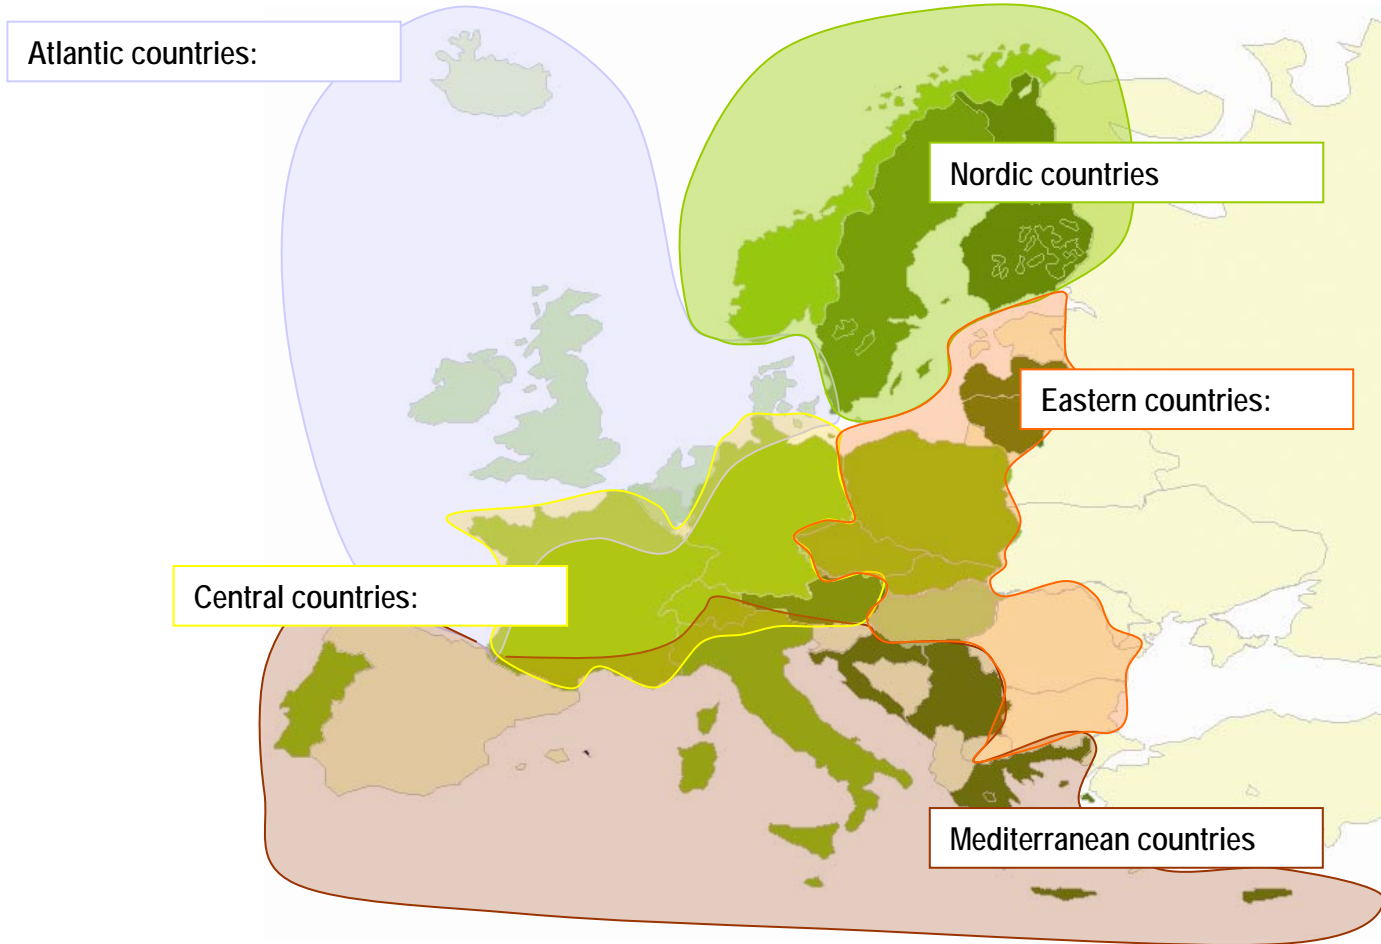 Atlantic countries:
Nordic countries
Eastern countries:
Central countries:
Mediterranean countries